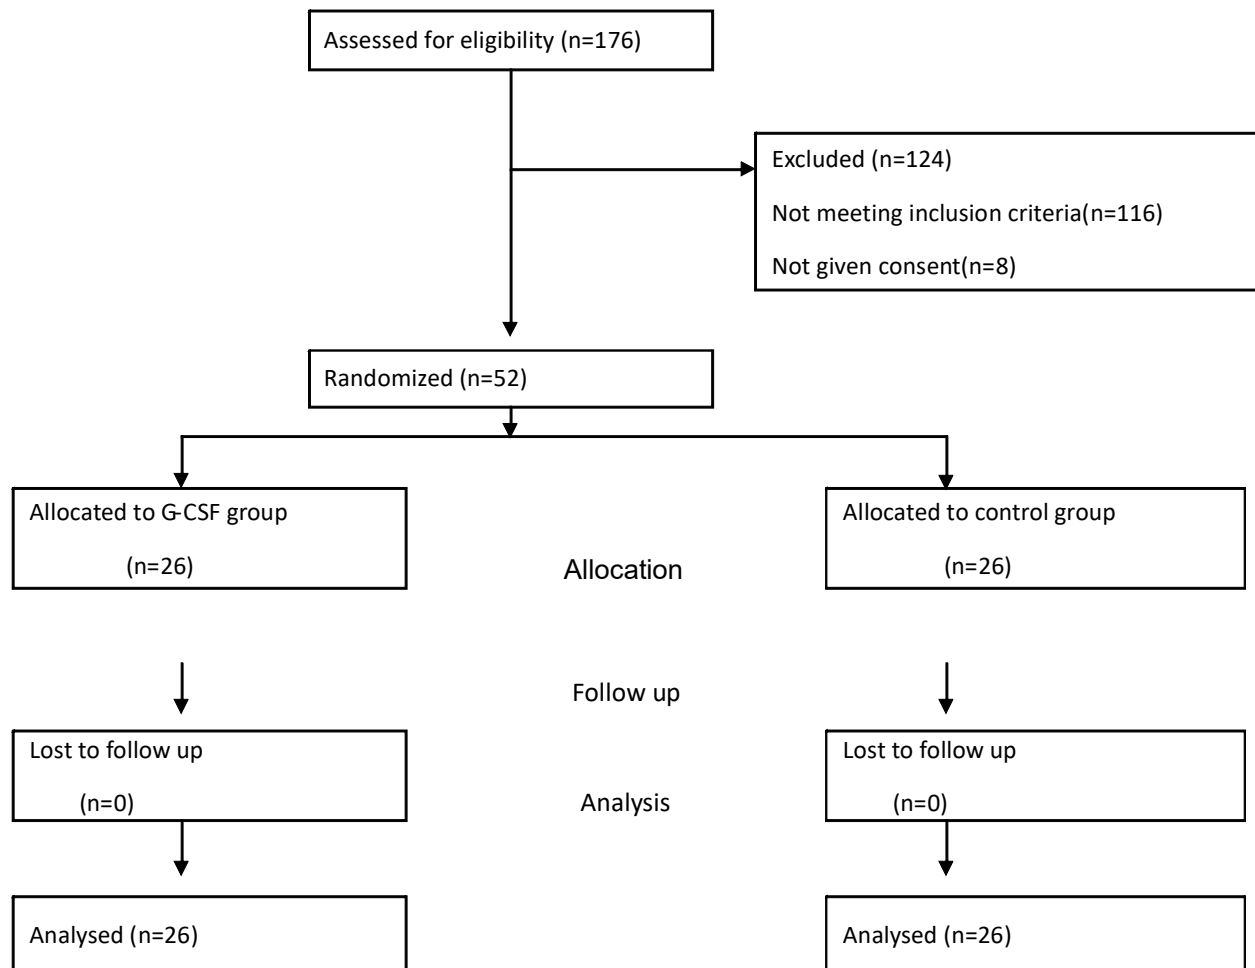 Assessed for eligibility (n=176)
Excluded (n=124)
Not meeting inclusion criteria(n=116)
Not given consent(n=8)
Randomized (n=52)
Allocated to G-CSF group
(n=26)
Allocation
Allocated to control group
(n=26)
Follow up
Lost to follow up
(n=0)
Analysis
Lost to follow up
(n=0)
Analysed (n=26)
Analysed (n=26)